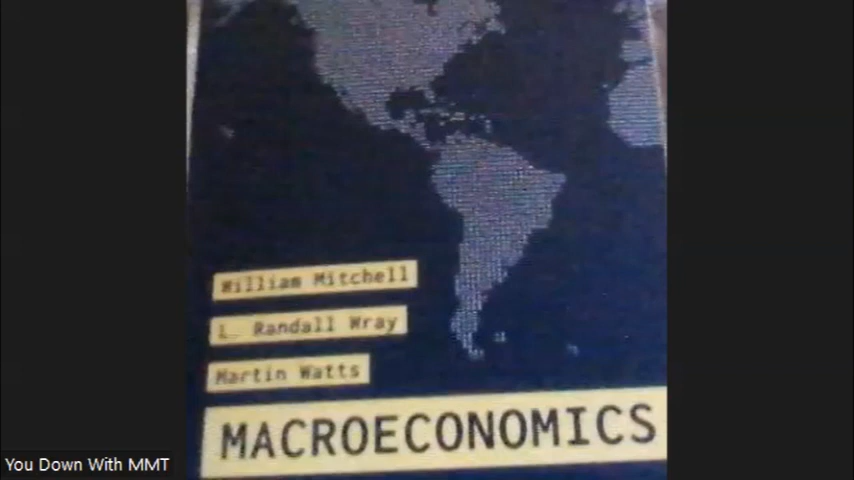 William Mitchell
L. Randall Wray
Martin Watts
MACROECONOMICS
You Down With MMT